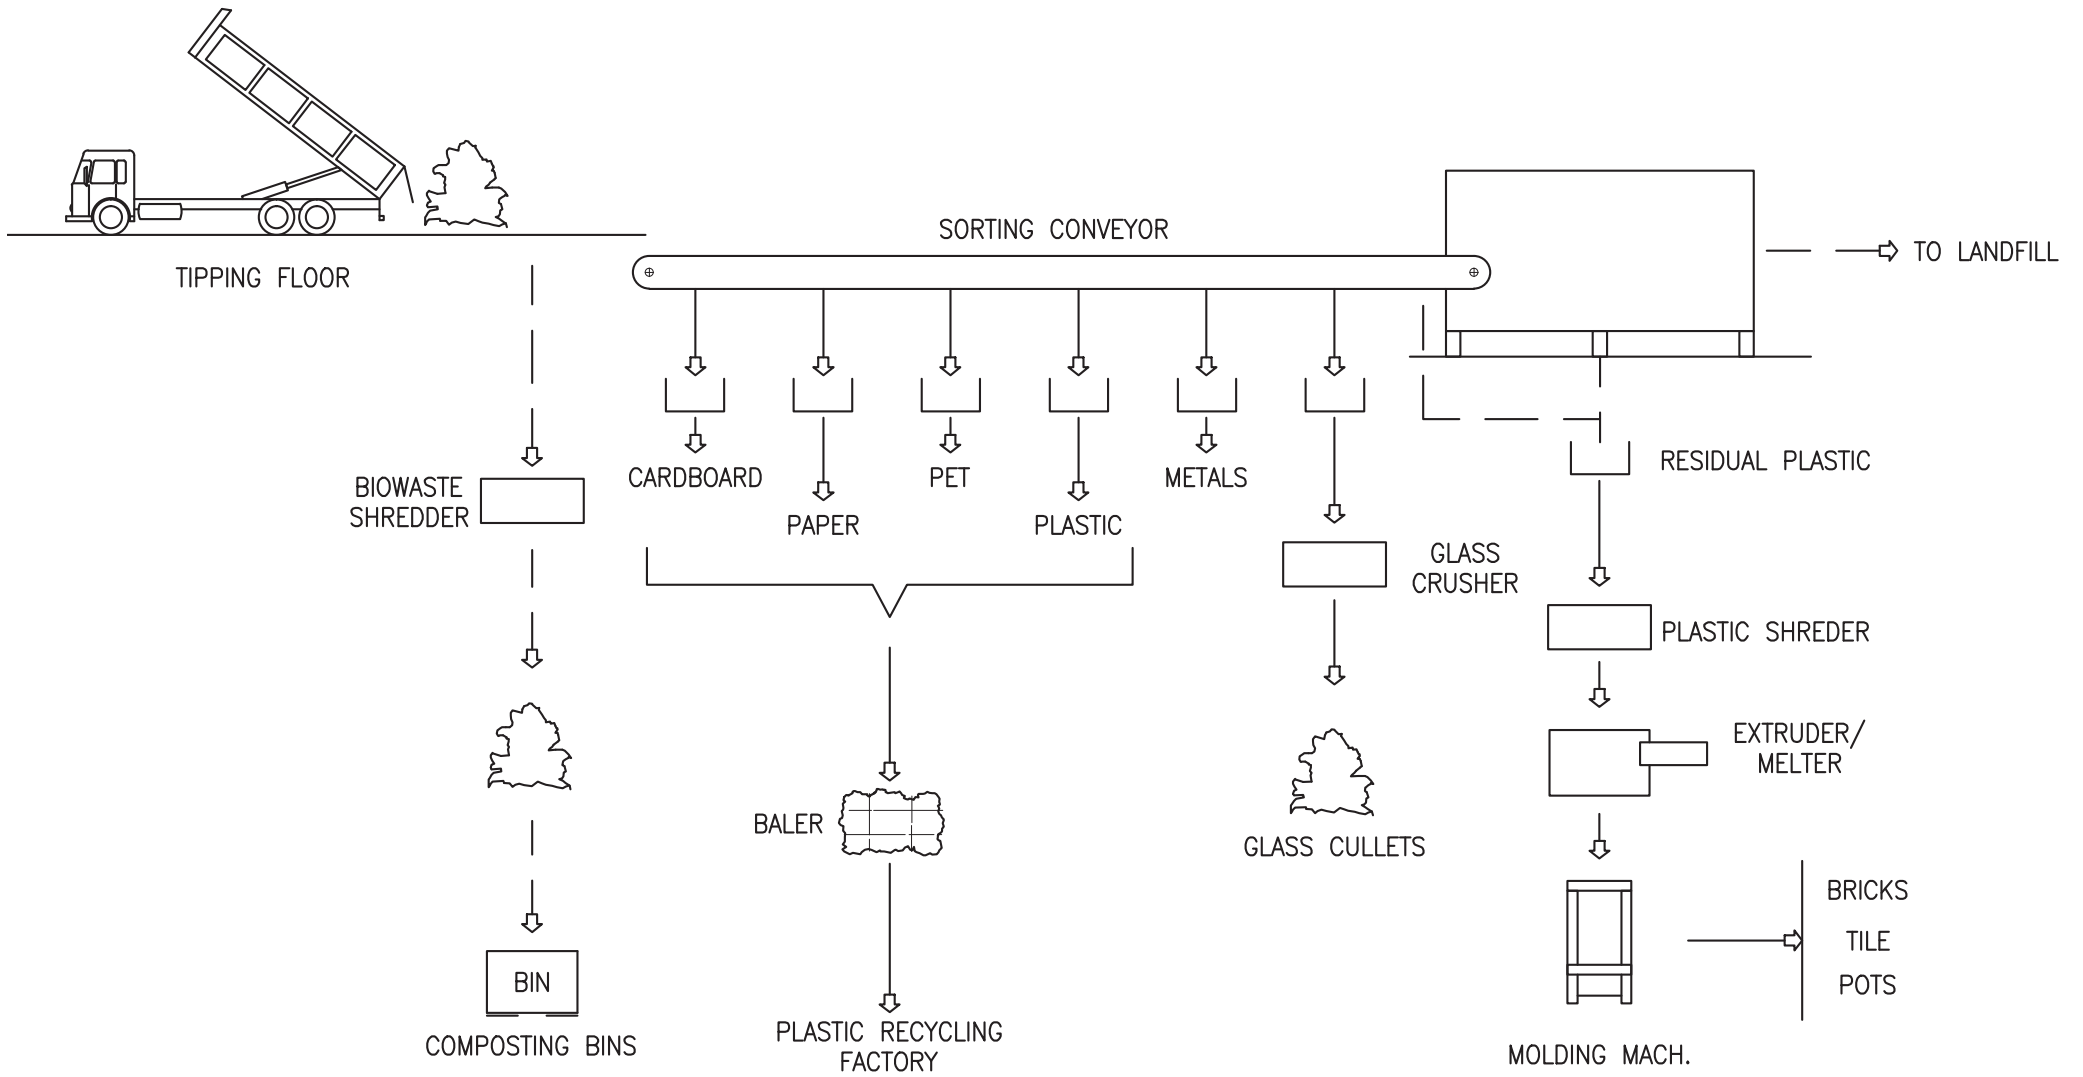 SORTING CONVEYOR
TO LANDFILL
TIPPING FLOOR
BIOWASTE
SHREDDER
CARDBOARD
PET
METALS
RESIDUAL PLASTIC
PAPER
PLASTIC
GLASS
CRUSHER
PLASTIC SHREDER
EXTRUDER/
MELTER
BALER
GLASS CULLETS
BRICKS
TILE
POTS
BIN
COMPOSTING BINS
PLASTIC RECYCLING
FACTORY
MOLDING MACH.